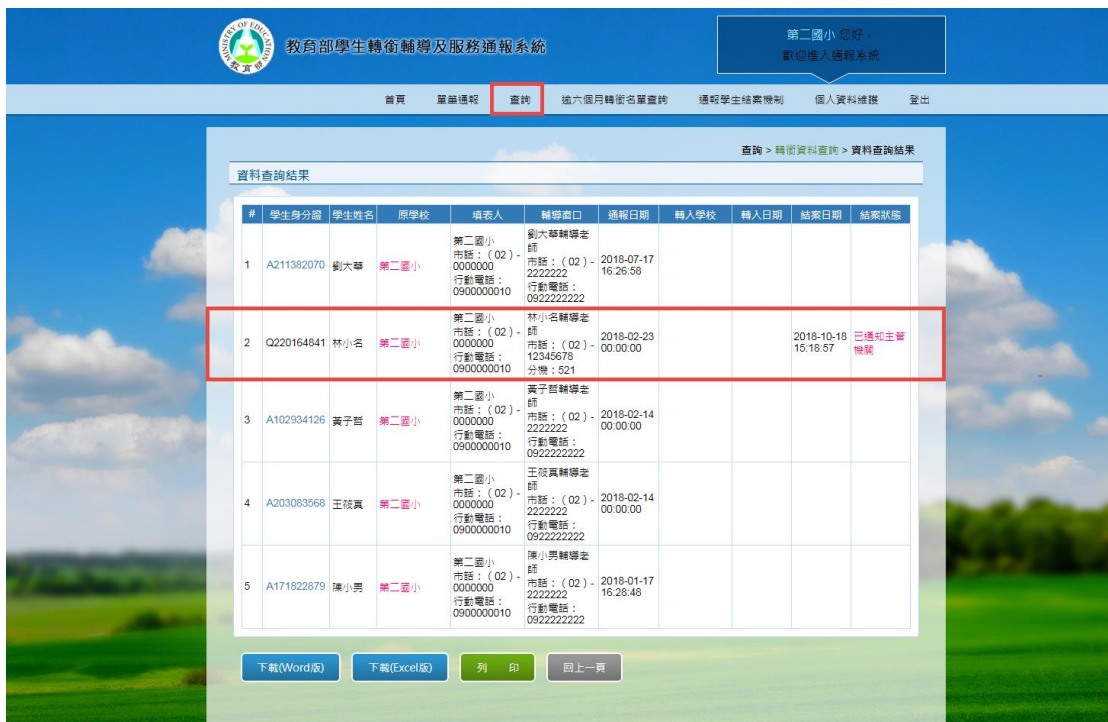 MINISTRY OF EDUCATION
教育部
教育部學生轉銜輔導及服務通報系統
第二國小 您好，
歡迎進入通報系統
首頁 單筆通報 查詢 逾六個月轉銜名單查詢 通報學生結案機制 個人資料維護 登出
查詢 > 轉銜資料查詢 > 資料查詢結果
資料查詢結果
# 學生身分證 學生姓名 原學校 填表人 輔導窗口 通報日期 轉入學校 轉入日期 結案日期 結案狀態
1 A211382070 劉大華 第二國小
第二國小
市話：（02）-
0000000
行動電話：
0900000010
劉大華輔導老
師
市話：（02）-
2222222
行動電話：
0922222222
2018-07-17
16:26:58
2 Q220164841 林小名 第二國小
第二國小
市話：（02）-
0000000
行動電話：
0900000010
林小名輔導老
師
市話：（02）-
12345678
分機：521
2018-02-23
00:00:00
2018-10-18
15:18:57
已通知主管
機關
3 A102934126 黃子哲 第二國小
第二國小
市話：（02）-
0000000
行動電話：
0900000010
黃子哲輔導老
師
市話：（02）-
2222222
行動電話：
0922222222
2018-02-14
00:00:00
4 A203083568 王筱真 第二國小
第二國小
市話：（02）-
0000000
行動電話：
0900000010
王筱真輔導老
師
市話：（02）-
2222222
行動電話：
0922222222
2018-02-14
00:00:00
5 A171822879 陳小男 第二國小
第二國小
市話：（02）-
0000000
行動電話：
0900000010
陳小男輔導老
師
市話：（02）-
2222222
行動電話：
0922222222
2018-01-17
16:28:48
下載(Word版) 下載(Excel版) 列 印 回上一頁